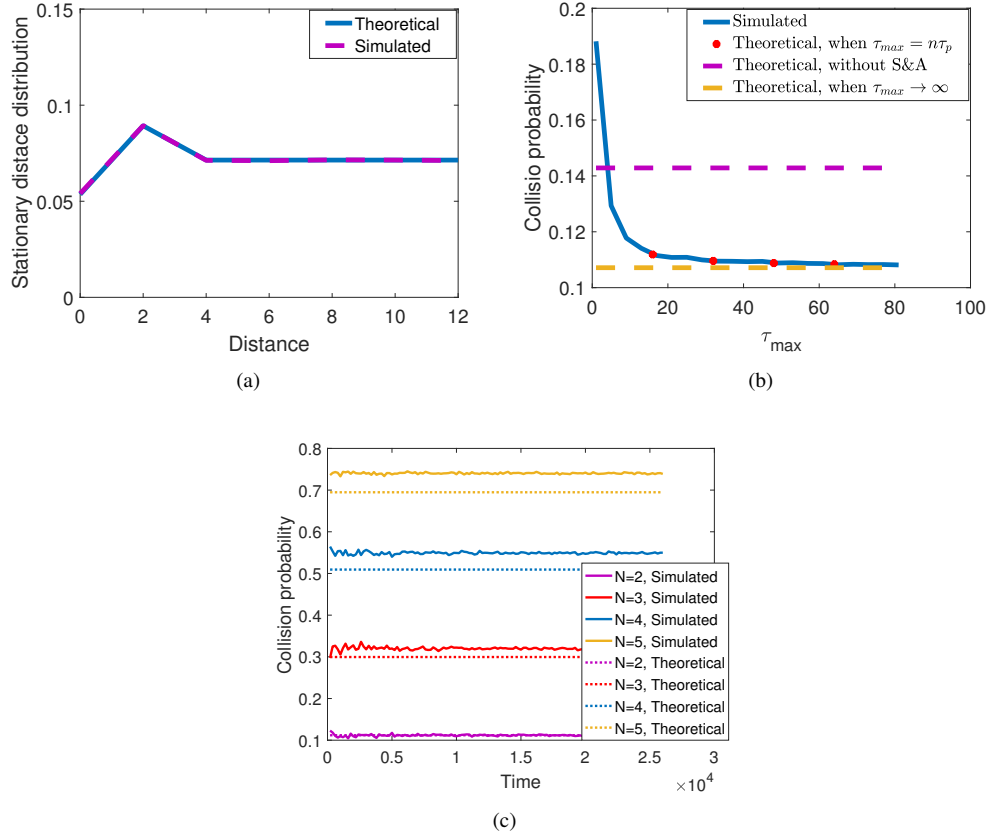 0.15
0.1
0.05
0
Stationary distace distribution
Theoretical
Simulated
0 2 4 6 8 10 12
Distance
(a)
0.2
0.18
0.16
0.14
0.12
0.1
Collisio probability
Simulated
Theoretical, when τ_max = nτ_p
Theoretical, without S&A
Theoretical, when τ_max → ∞
0 20 40 60 80 100
τ_max
(b)
0.8
0.7
0.6
0.5
0.4
0.3
0.2
0.1
Collision probability
N=2, Simulated
N=3, Simulated
N=4, Simulated
N=5, Simulated
N=2, Theoretical
N=3, Theoretical
N=4, Theoretical
N=5, Theoretical
0 0.5 1 1.5 2 2.5 3
Time
×10^4
(c)